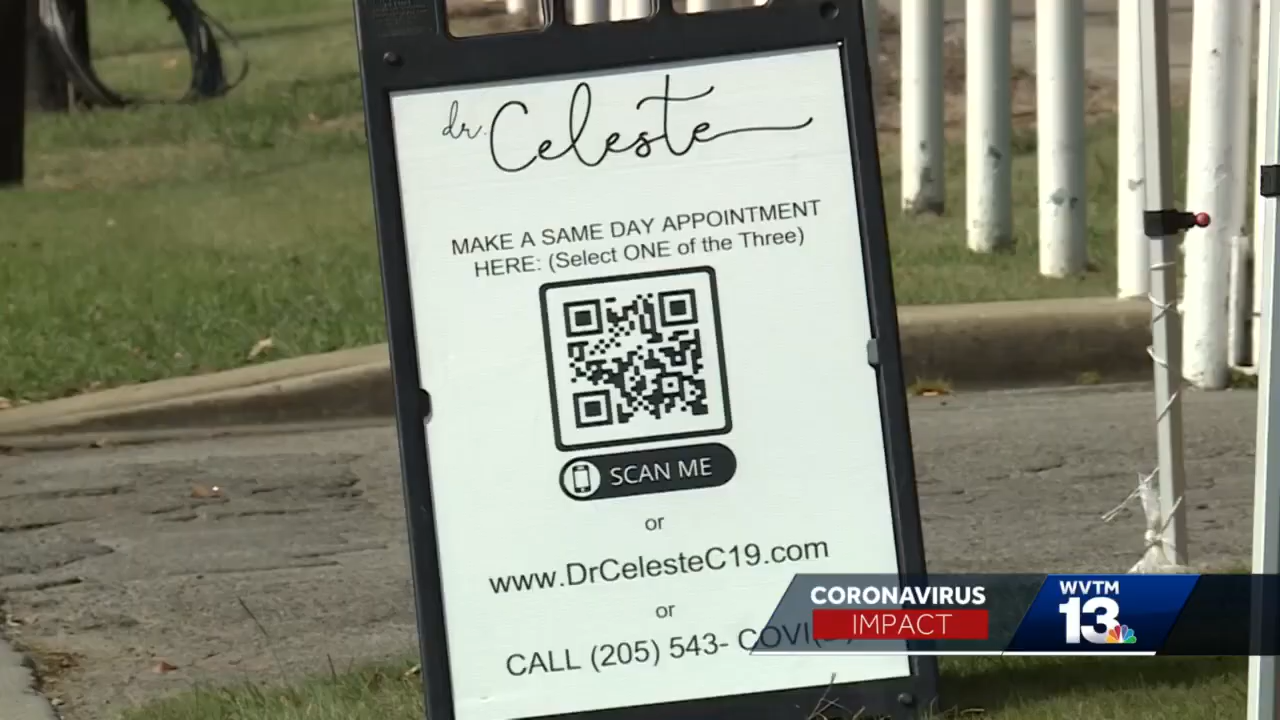 dr. Celeste
MAKE A SAME DAY APPOINTMENT
HERE: (Select ONE of the Three)
SCAN ME
or
www.DrCelesteC19.com
or
CALL (205) 543- COVI
CORONAVIRUS
IMPACT
WVTM
13